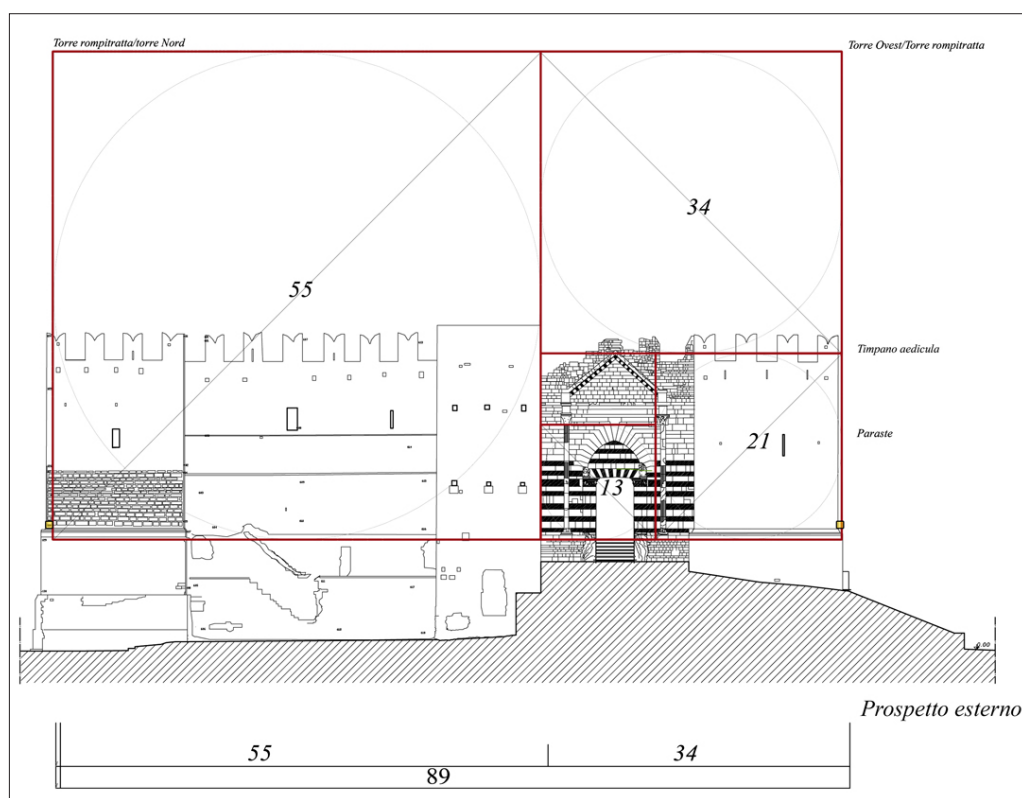 Torre rompitratta/torre Nord
Torre Ovest/Torre rompitratta
34
55
Timpano aedicula
Paraste
21
13
Prospetto esterno
55
34
89